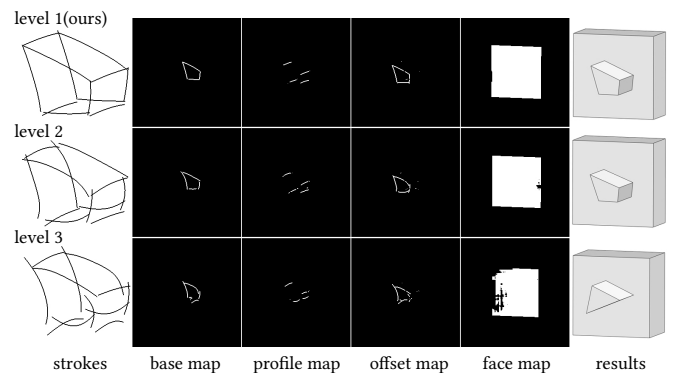 level 1(ours)
level 2
level 3
strokes base map profile map offset map face map results